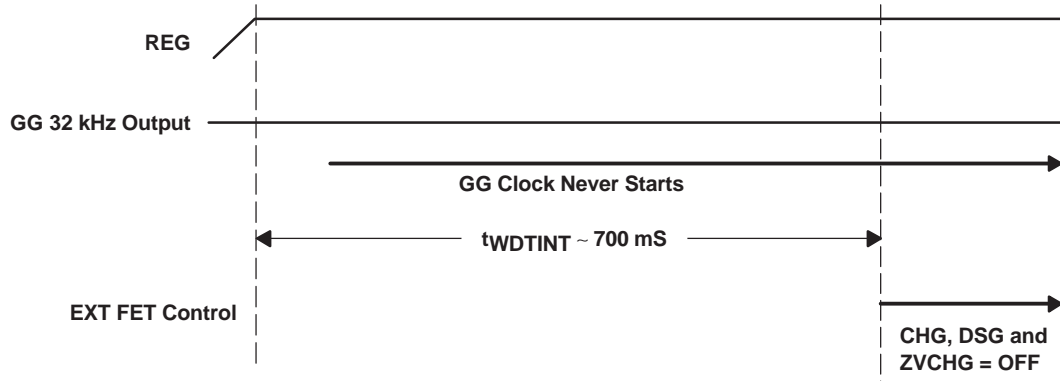 REG
GG 32 kHz Output
GG Clock Never Starts
tWDTINT ~ 700 mS
EXT FET Control
CHG, DSG and
ZVCHG = OFF